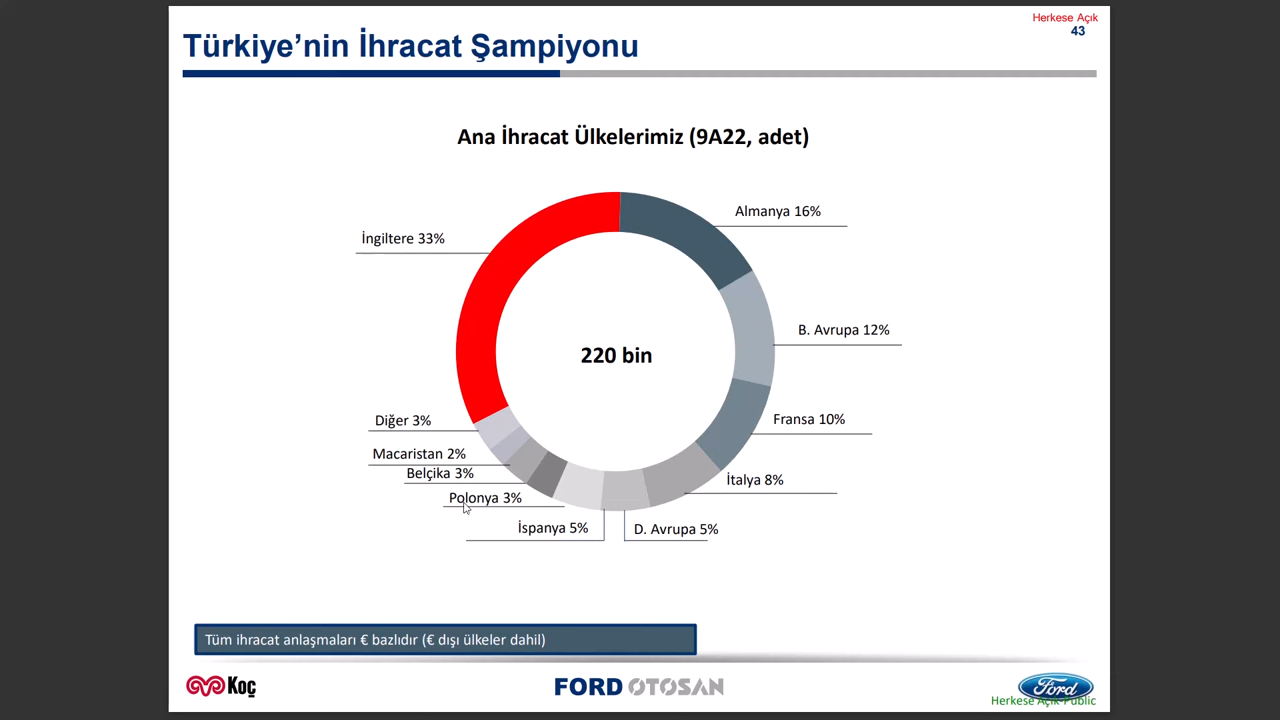 Herkese Açık
43
Türkiye’nin İhracat Şampiyonu
Ana İhracat Ülkelerimiz (9A22, adet)
Almanya 16%
İngiltere 33%
B. Avrupa 12%
220 bin
Fransa 10%
Diğer 3%
Macaristan 2%
Belçika 3%
İtalya 8%
Polonya 3%
İspanya 5%
D. Avrupa 5%
Tüm ihracat anlaşmaları € bazlıdır (€ dışı ülkeler dahil)
Koç
FORD OTOSAN
Ford
Herkese Açık-Public